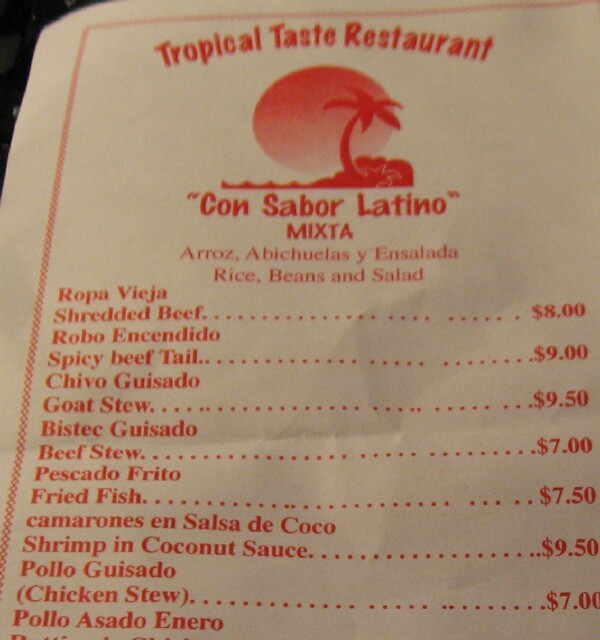 Tropical Taste Restaurant
"Con Sabor Latino"
MIXTA
Arroz, Abichuelas y Ensalada
Rice, Beans and Salad
Ropa Vieja
Shredded Beef. . . . . . . . . . . . . . . . . . . . . . . . . . . . $8.00
Robo Encendido
Spicy beef Tail.. . . . . . . . . . . . . . . . . . . . . . . . . . . .$9.00
Chivo Guisado
Goat Stew. . . . . . . . . . . . . . . . . . . . . . . . . . . . . . .$9.50
Bistec Guisado
Beef Stew. . . . . . . . . . . . . . . . . . . . . . . . . . . . . . .$7.00
Pescado Frito
Fried Fish. . . . . . . . . . . . . . . . . . . . . . . . . . . . . . $7.50
camarones en Salsa de Coco
Shrimp in Coconut Sauce. . . . . . . . . . . . . . . . . ..$9.50
Pollo Guisado
(Chicken Stew). . . . . . . . . . . . . . . . . . .. . . . . . . .$7.00
Pollo Asado Enero